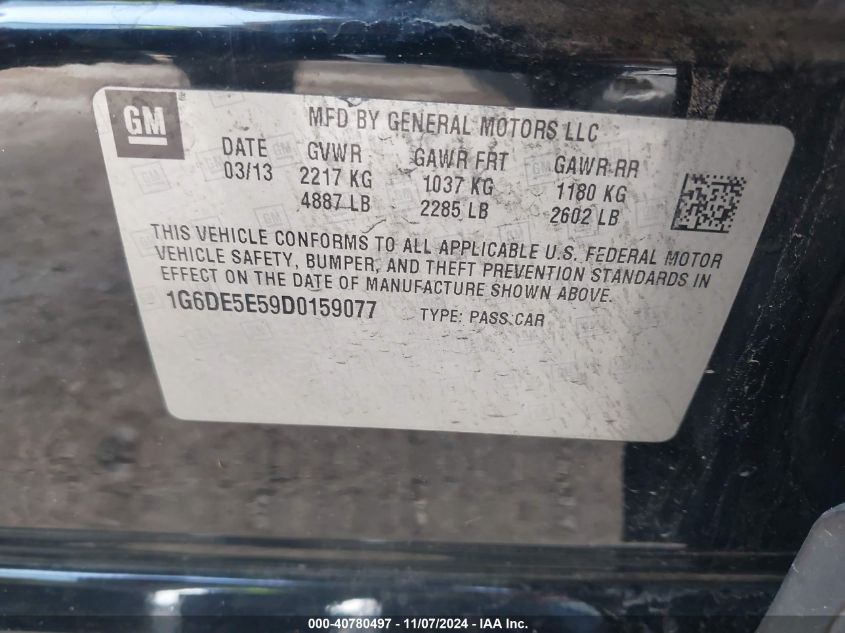 GM
MFD BY GENERAL MOTORS LLC
DATE GVWR GAWR FRT GAWR RR
03/13 2217 KG 1037 KG 1180 KG
4887 LB 2285 LB 2602 LB
THIS VEHICLE CONFORMS TO ALL APPLICABLE U.S. FEDERAL MOTOR
VEHICLE SAFETY, BUMPER, AND THEFT PREVENTION STANDARDS IN
EFFECT ON THE DATE OF MANUFACTURE SHOWN ABOVE.
1G6DE5E59D0159077 TYPE: PASS CAR
000-40780497 - 11/07/2024 - IAAI Inc.